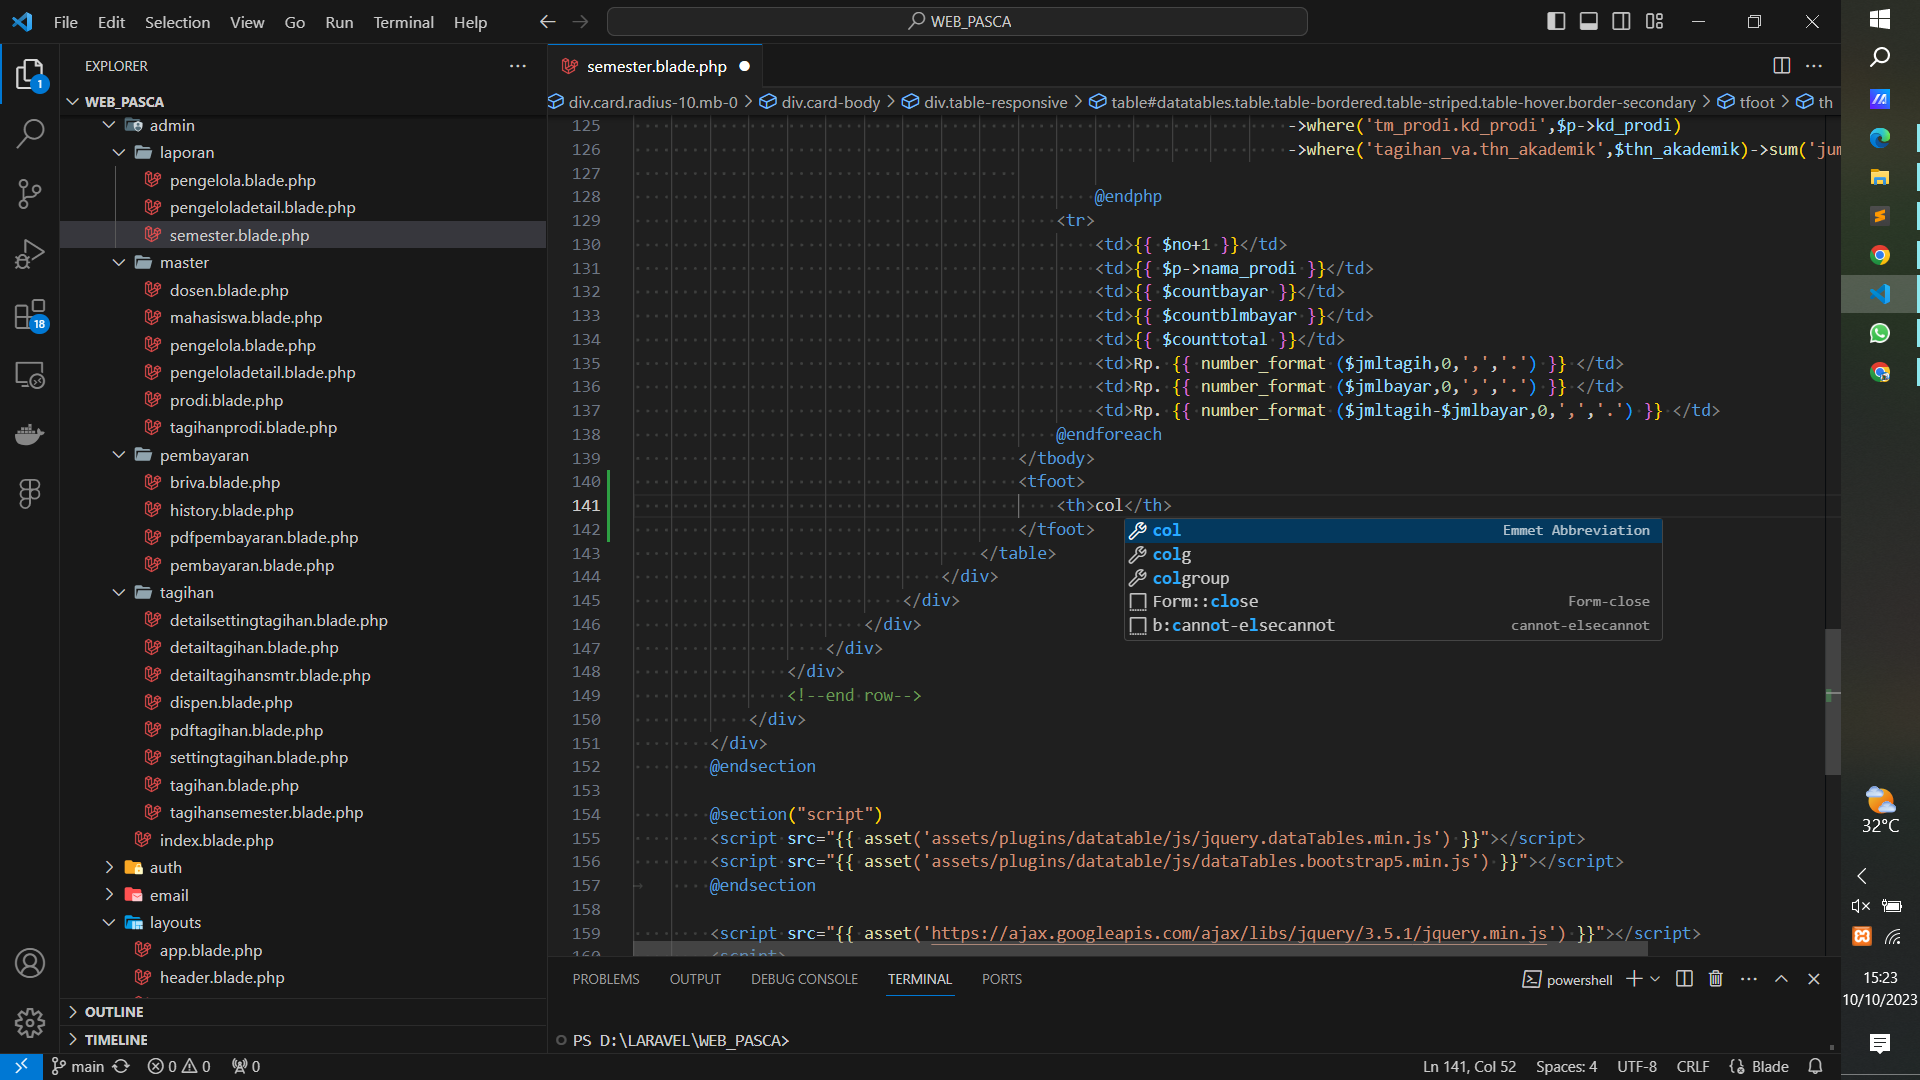 File Edit Selection View Go Run Terminal Help
WEB_PASCA
EXPLORER
WEB_PASCA
admin
laporan
pengelola.blade.php
pengeloladetail.blade.php
semester.blade.php
master
dosen.blade.php
mahasiswa.blade.php
pengelola.blade.php
pengeloladetail.blade.php
prodi.blade.php
tagihanprodi.blade.php
pembayaran
briva.blade.php
history.blade.php
pdfpembayaran.blade.php
pembayaran.blade.php
tagihan
detailsettingtagihan.blade.php
detailtagihan.blade.php
detailtagihansmtr.blade.php
dispen.blade.php
pdftagihan.blade.php
settingtagihan.blade.php
tagihan.blade.php
tagihansemester.blade.php
index.blade.php
auth
email
layouts
app.blade.php
header.blade.php
OUTLINE
TIMELINE
1
18
semester.blade.php
div.card.radius-10.mb-0 > div.card-body > div.table-responsive > table#datatables.table.table-bordered.table-striped.table-hover.border-secondary > tfoot > th
125 ->where('tm_prodi.kd_prodi',$p->kd_prodi)
126 ->where('tagihan_va.thn_akademik',$thn_akademik)->sum('jum
127
128 @endphp
129 <tr>
130 <td>{{ $no+1 }}</td>
131 <td>{{ $p->nama_prodi }}</td>
132 <td>{{ $countbayar }}</td>
133 <td>{{ $countblmbayar }}</td>
134 <td>{{ $counttotal }}</td>
135 <td>Rp. {{ number_format ($jmltagih,0,',','.') }} </td>
136 <td>Rp. {{ number_format ($jmlbayar,0,',','.') }} </td>
137 <td>Rp. {{ number_format ($jmltagih-$jmlbayar,0,',','.') }} </td>
138 @endforeach
139 </tbody>
140 <tfoot>
141 <th>col</th>
142 </tfoot>
143 </table>
144 </div>
145 </div>
146 </div>
147 </div>
148 </div>
149 <!--end row-->
150 </div>
151 </div>
152 @endsection
153
154 @section("script")
155 <script src="{{ asset('assets/plugins/datatable/js/jquery.dataTables.min.js') }}"></script>
156 <script src="{{ asset('assets/plugins/datatable/js/dataTables.bootstrap5.min.js') }}"></script>
157 @endsection
158
159 <script src="{{ asset('https://ajax.googleapis.com/ajax/libs/jquery/3.5.1/jquery.min.js') }}"></script>
160 <script>
col Emmet Abbreviation
colg
colgroup
Form::close Form-close
b:cannot-elsecannot cannot-elsecannot
PROBLEMS OUTPUT DEBUG CONSOLE TERMINAL PORTS
powershell
PS D:\LARAVEL\WEB_PASCA>
main 0 0 0
Ln 141, Col 52 Spaces: 4 UTF-8 CRLF Blade
32°C
15:23
10/10/2023